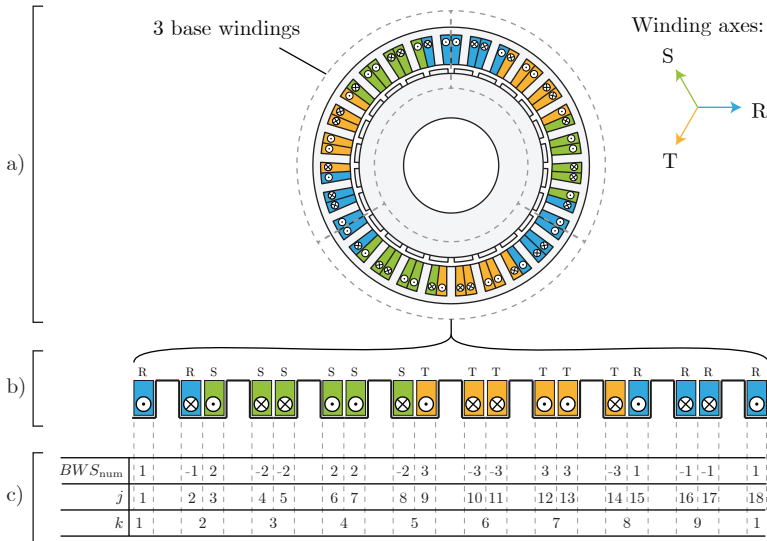 a)
3 base windings
Winding axes:
S
R
T
b)
R R S S S S S S T T T T T T R R R R
c)
BWSnum 1 -1 2 -2 -2 2 2 -2 3 -3 -3 3 3 -3 1 -1 -1 1
j 1 2 3 4 5 6 7 8 9 10 11 12 13 14 15 16 17 18
k 1 2 3 4 5 6 7 8 9 1